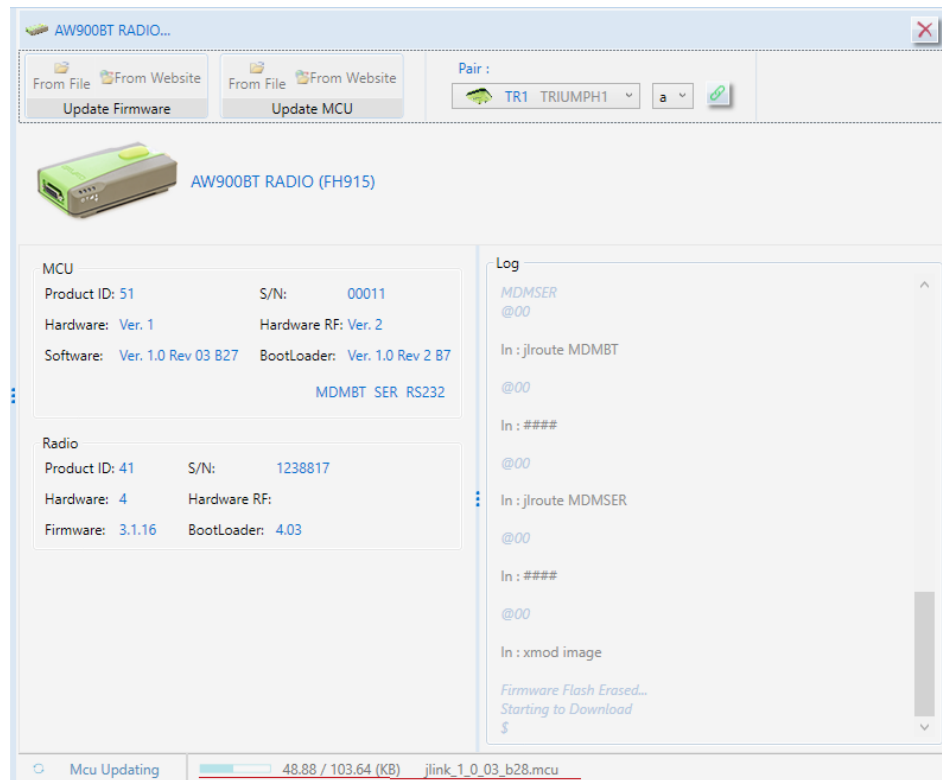 AW900BT RADIO...
From File From Website From File From Website
Update Firmware Update MCU
Pair :
TR1 TRIUMPH1 a
AW900BT RADIO (FH915)
MCU
Product ID: 51 S/N: 00011
Hardware: Ver. 1 Hardware RF: Ver. 2
Software: Ver. 1.0 Rev 03 B27 BootLoader: Ver. 1.0 Rev 2 B7
MDMBT SER RS232
Radio
Product ID: 41 S/N: 1238817
Hardware: 4 Hardware RF:
Firmware: 3.1.16 BootLoader: 4.03
Log
MDMSER
@00
In : jlroute MDMBT
@00
In : ####
@00
In : jlroute MDMSER
@00
In : ####
@00
In : xmod image
Firmware Flash Erased...
Starting to Download
$
Mcu Updating 48.88 / 103.64 (KB) jlink_1_0_03_b28.mcu